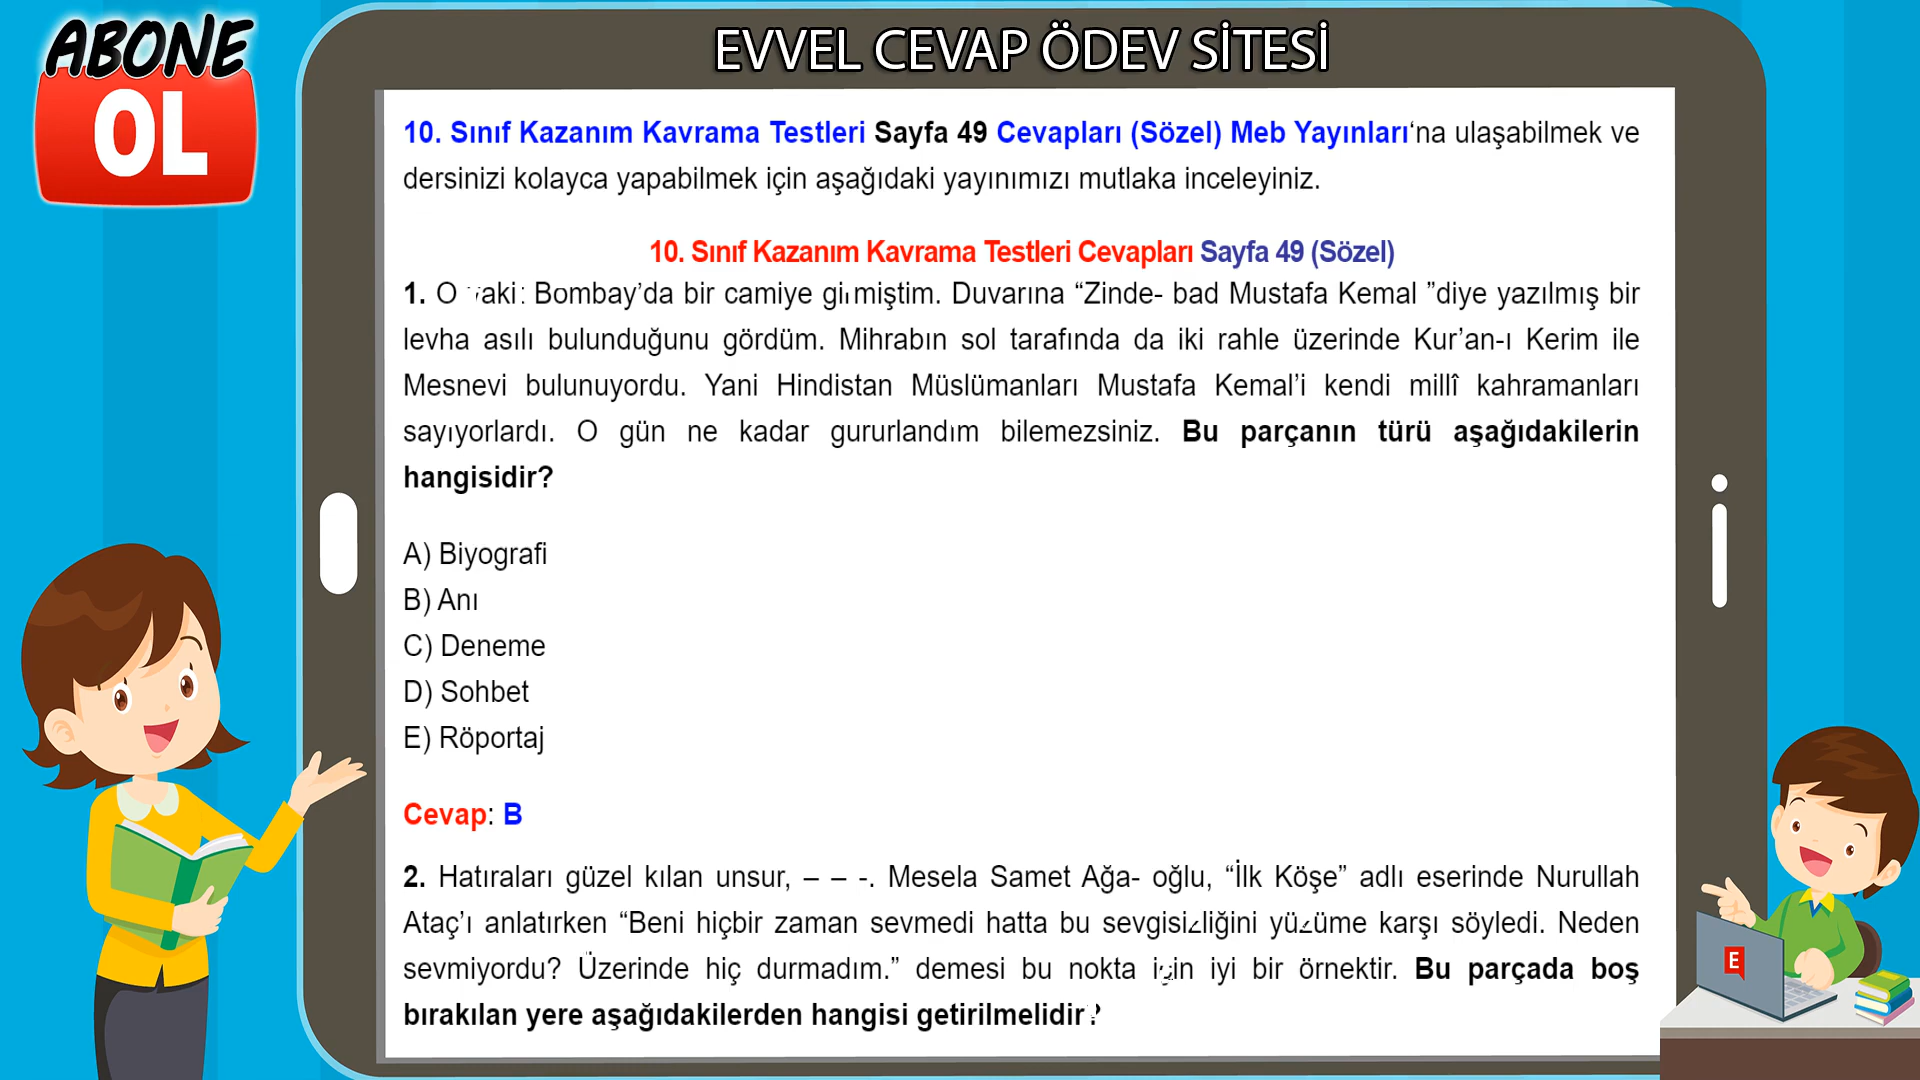 ABONE
OL
EVVEL CEVAP ÖDEV SİTESİ
10. Sınıf Kazanım Kavrama Testleri Sayfa 49 Cevapları (Sözel) Meb Yayınları‘na ulaşabilmek ve
dersinizi kolayca yapabilmek için aşağıdaki yayınımızı mutlaka inceleyiniz.
10. Sınıf Kazanım Kavrama Testleri Cevapları Sayfa 49 (Sözel)
1. O Bombay’da bir camiye girmiştim. Duvarına “Zinde- bad Mustafa Kemal ”diye yazılmış bir
levha asılı bulunduğunu gördüm. Mihrabın sol tarafında da iki rahle üzerinde Kur’an-ı Kerim ile
Mesnevi bulunuyordu. Yani Hindistan Müslümanları Mustafa Kemal’i kendi millî kahramanları
sayıyorlardı. O gün ne kadar gururlandım bilemezsiniz. Bu parçanın türü aşağıdakilerin
hangisidir?
A) Biyografi
B) Anı
C) Deneme
D) Sohbet
E) Röportaj
Cevap: B
2. Hatıraları güzel kılan unsur, – – -. Mesela Samet Ağa- oğlu, “İlk Köşe” adlı eserinde Nurullah
Ataç’ı anlatırken “Beni hiçbir zaman sevmedi hatta bu sevgisizliğini yüzüme karşı söyledi. Neden
sevmiyordu? Üzerinde hiç durmadım.” demesi bu nokta için iyi bir örnektir. Bu parçada boş
bırakılan yere aşağıdakilerden hangisi getirilmelidir?
E